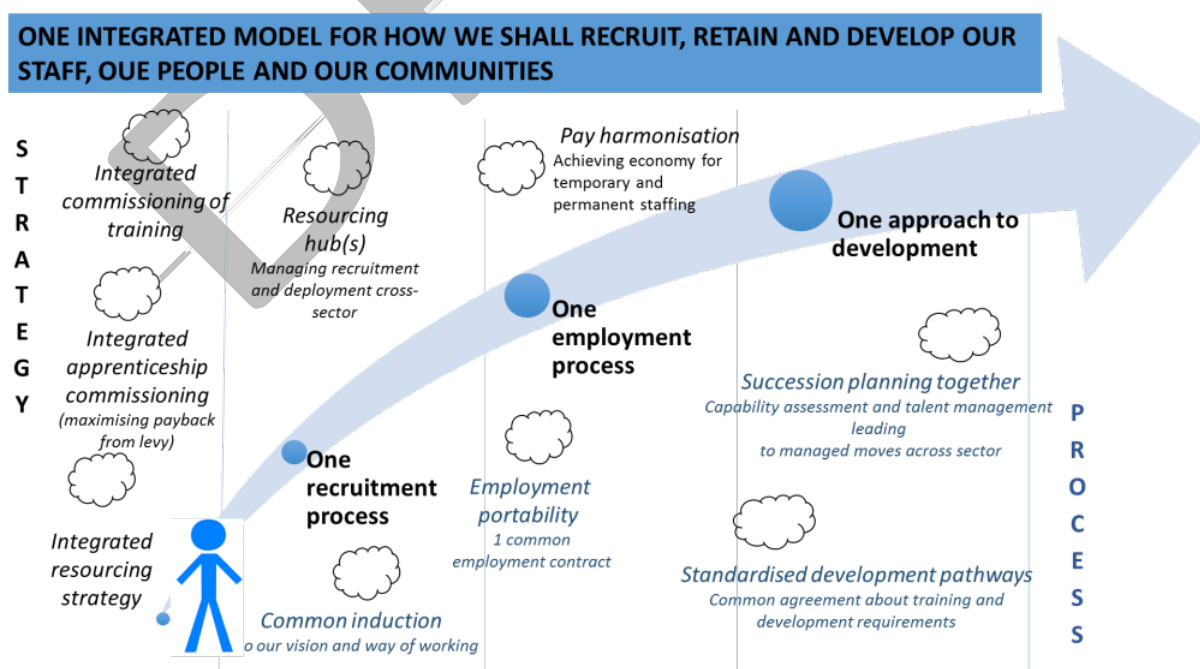 ONE INTEGRATED MODEL FOR HOW WE SHALL RECRUIT, RETAIN AND DEVELOP OUR
STAFF, OUE PEOPLE AND OUR COMMUNITIES
STRATEGY
Integrated
commissioning of
training
Integrated
apprenticeship
commissioning
(maximising payback
from levy)
Integrated
resourcing
strategy
Resourcing
hub(s)
Managing recruitment
and deployment cross-
sector
One
recruitment
process
Common induction
o our vision and way of working
Pay harmonisation
Achieving economy for
temporary and
permanent staffing
One
employment
process
Employment
portability
1 common
employment contract
One approach to
development
Succession planning together
Capability assessment and talent management
leading
to managed moves across sector
Standardised development pathways
Common agreement about training and
development requirements
PROCESS